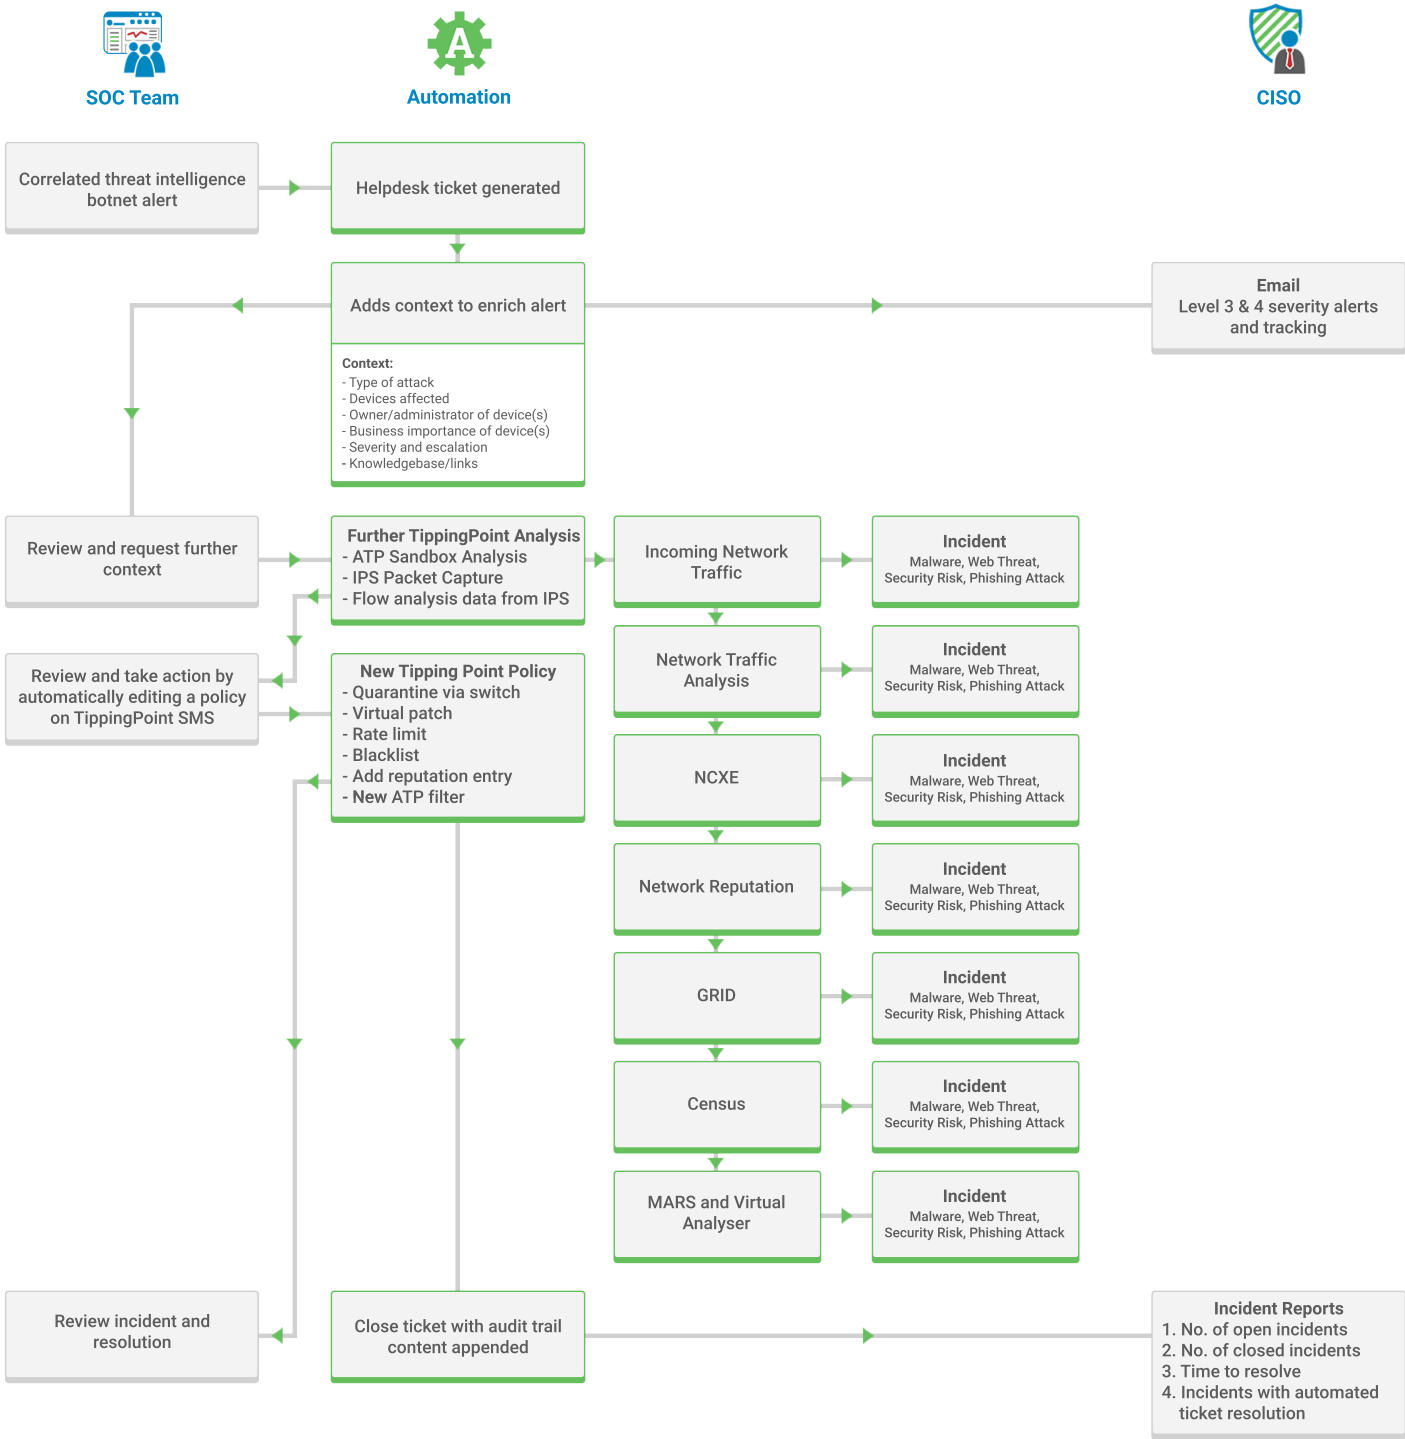 SOC Team
Automation
CISO
Correlated threat intelligence
botnet alert
Helpdesk ticket generated
Adds context to enrich alert
Email
Level 3 & 4 severity alerts
and tracking
Context:
- Type of attack
- Devices affected
- Owner/administrator of device(s)
- Business importance of device(s)
- Severity and escalation
- Knowledgebase/links
Review and request further
context
Further TippingPoint Analysis
- ATP Sandbox Analysis
- IPS Packet Capture
- Flow analysis data from IPS
Incoming Network
Traffic
Incident
Malware, Web Threat,
Security Risk, Phishing Attack
Network Traffic
Analysis
Incident
Malware, Web Threat,
Security Risk, Phishing Attack
Review and take action by
automatically editing a policy
on TippingPoint SMS
New Tipping Point Policy
- Quarantine via switch
- Virtual patch
- Rate limit
- Blacklist
- Add reputation entry
- New ATP filter
NCXE
Incident
Malware, Web Threat,
Security Risk, Phishing Attack
Network Reputation
Incident
Malware, Web Threat,
Security Risk, Phishing Attack
GRID
Incident
Malware, Web Threat,
Security Risk, Phishing Attack
Census
Incident
Malware, Web Threat,
Security Risk, Phishing Attack
MARS and Virtual
Analyser
Incident
Malware, Web Threat,
Security Risk, Phishing Attack
Review incident and
resolution
Close ticket with audit trail
content appended
Incident Reports
1. No. of open incidents
2. No. of closed incidents
3. Time to resolve
4. Incidents with automated
ticket resolution